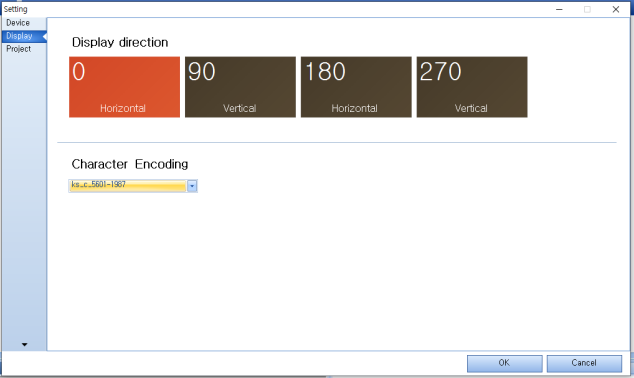 Setting
Device
Display
Project
Display direction
0
Horizontal
90
Vertical
180
Horizontal
270
Vertical
Character Encoding
ks_c_5601-1987
OK
Cancel